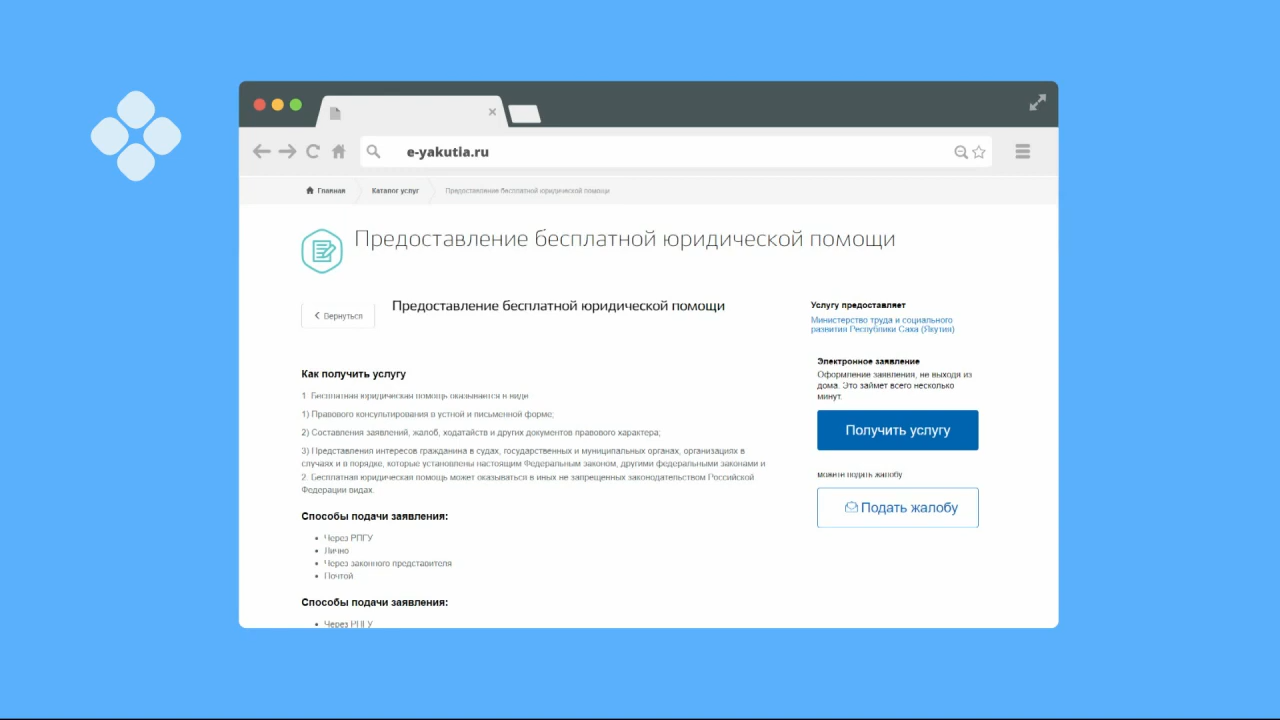 e-yakutia.ru
Главная
Каталог услуг
Предоставление бесплатной юридической помощи
Предоставление бесплатной юридической помощи
Вернуться
Предоставление бесплатной юридической помощи
Как получить услугу
1. Бесплатная юридическая помощь оказывается в виде
1) Правового консультирования в устной и письменной форме;
2) Составления заявлений, жалоб, ходатайств и других документов правового характера;
3) Представления интересов гражданина в судах, государственных и муниципальных органах, организациях в
случаях и в порядке, которые установлены настоящим Федеральным законом, другими федеральными законами и
2. Бесплатная юридическая помощь может оказываться в иных не запрещенных законодательством Российской
Федерации видах.
Способы подачи заявления:
Через РПГУ
Лично
Через законного представителя
Почтой
Способы подачи заявления:
Через РПГУ
Услугу предоставляет
Министерство труда и социального
развития Республики Саха (Якутия)
Электронное заявление
Оформление заявления, не выходя из
дома. Это займет всего несколько
минут.
Получить услугу
можете подать жалобу
Подать жалобу